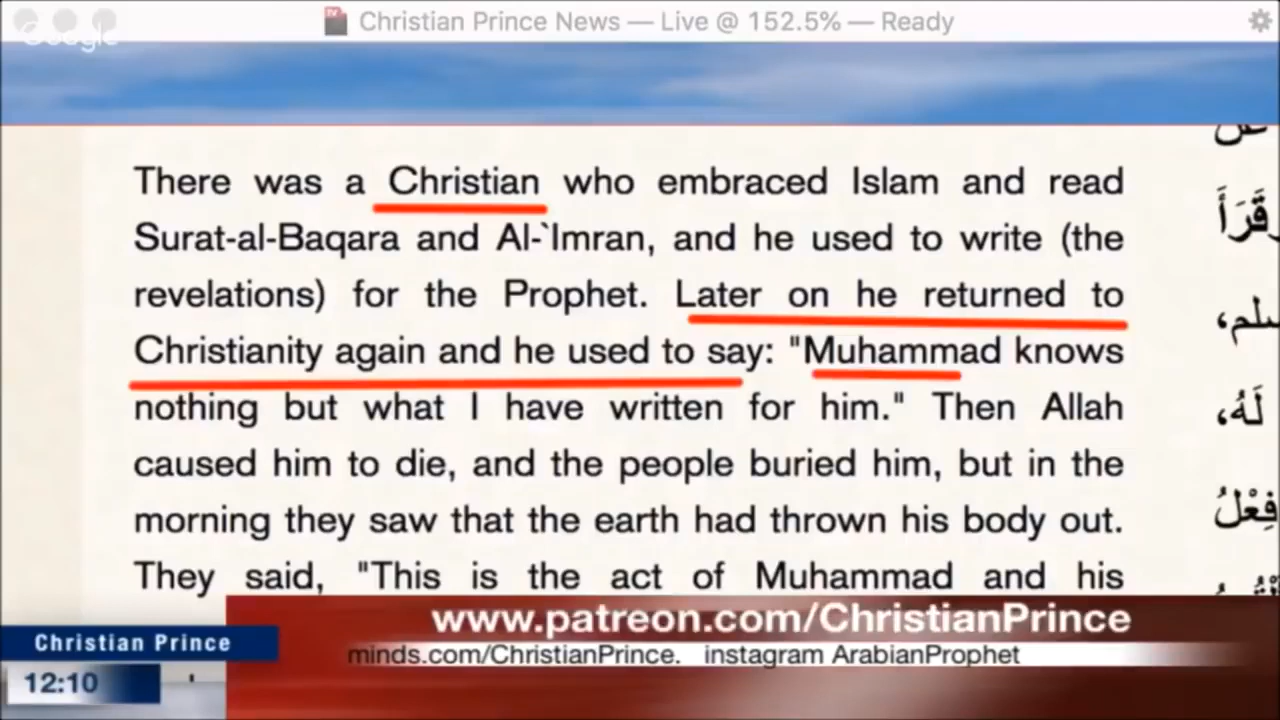 Christian Prince News — Live @ 152.5% — Ready
Google
There was a Christian who embraced Islam and read
Surat-al-Baqara and Al-`Imran, and he used to write (the
revelations) for the Prophet. Later on he returned to
Christianity again and he used to say: "Muhammad knows
nothing but what I have written for him." Then Allah
caused him to die, and the people buried him, but in the
morning they saw that the earth had thrown his body out.
They said, "This is the act of Muhammad and his
لَهُ،
www.patreon.com/ChristianPrince
Christian Prince
minds.com/ChristianPrince. instagram ArabianProphet
12:10